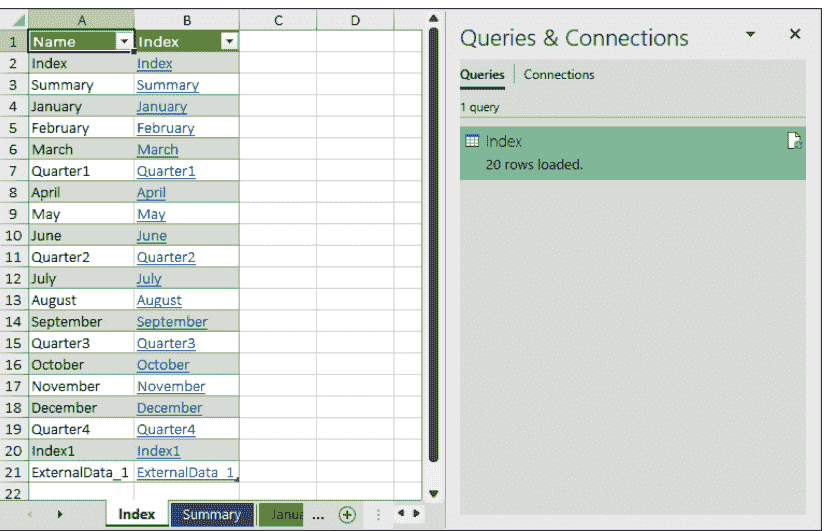 A B C D
1 Name Index
2 Index Index
3 Summary Summary
4 January January
5 February February
6 March March
7 Quarter1 Quarter1
8 April April
9 May May
10 June June
11 Quarter2 Quarter2
12 July July
13 August August
14 September September
15 Quarter3 Quarter3
16 October October
17 November November
18 December December
19 Quarter4 Quarter4
20 Index1 Index1
21 ExternalData_1 ExternalData_1
22
Index Summary Janua ...
Queries & Connections
Queries Connections
1 query
Index
20 rows loaded.